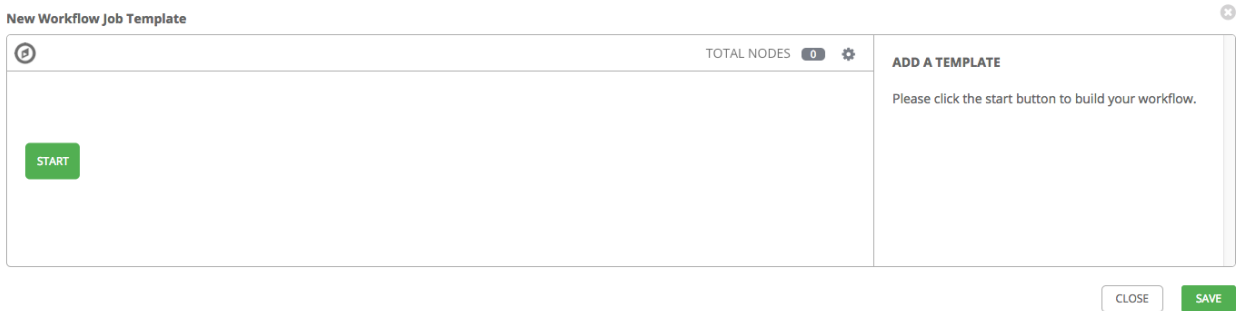 New Workflow Job Template
TOTAL NODES 0
ADD A TEMPLATE
Please click the start button to build your workflow.
START
CLOSE
SAVE